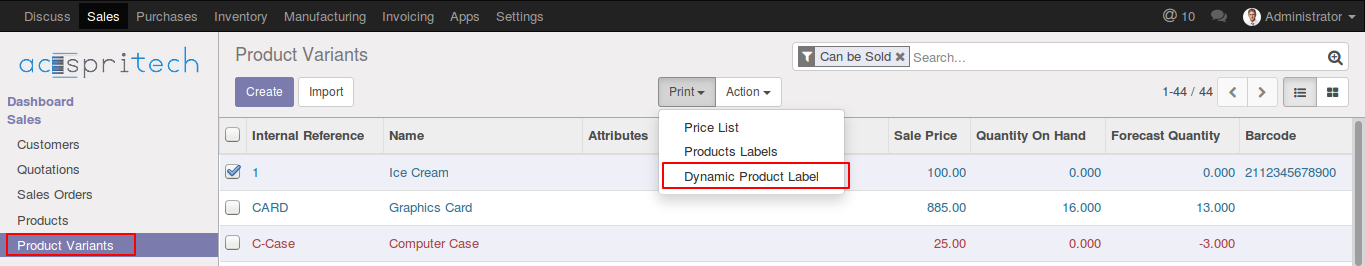 Discuss Sales Purchases Inventory Manufacturing Invoicing Apps Settings @ 10 Administrator
acespritech
Product Variants
Can be Sold Search...
Create Import Print Action 1-44 / 44
Dashboard
Sales
Customers
Quotations
Sales Orders
Products
Product Variants
Price List
Products Labels
Dynamic Product Label
Internal Reference Name Attributes Sale Price Quantity On Hand Forecast Quantity Barcode
1 Ice Cream 100.00 0.000 0.000 2112345678900
CARD Graphics Card 885.00 16.000 13.000
C-Case Computer Case 25.00 0.000 -3.000